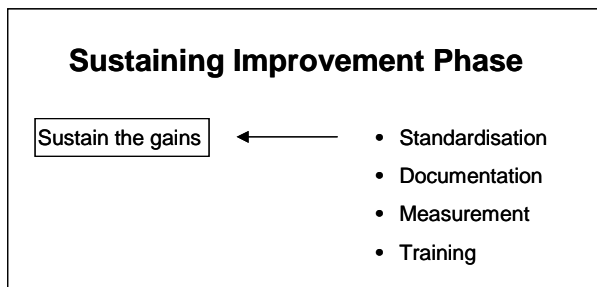 Sustaining Improvement Phase
Sustain the gains
• Standardisation
• Documentation
• Measurement
• Training